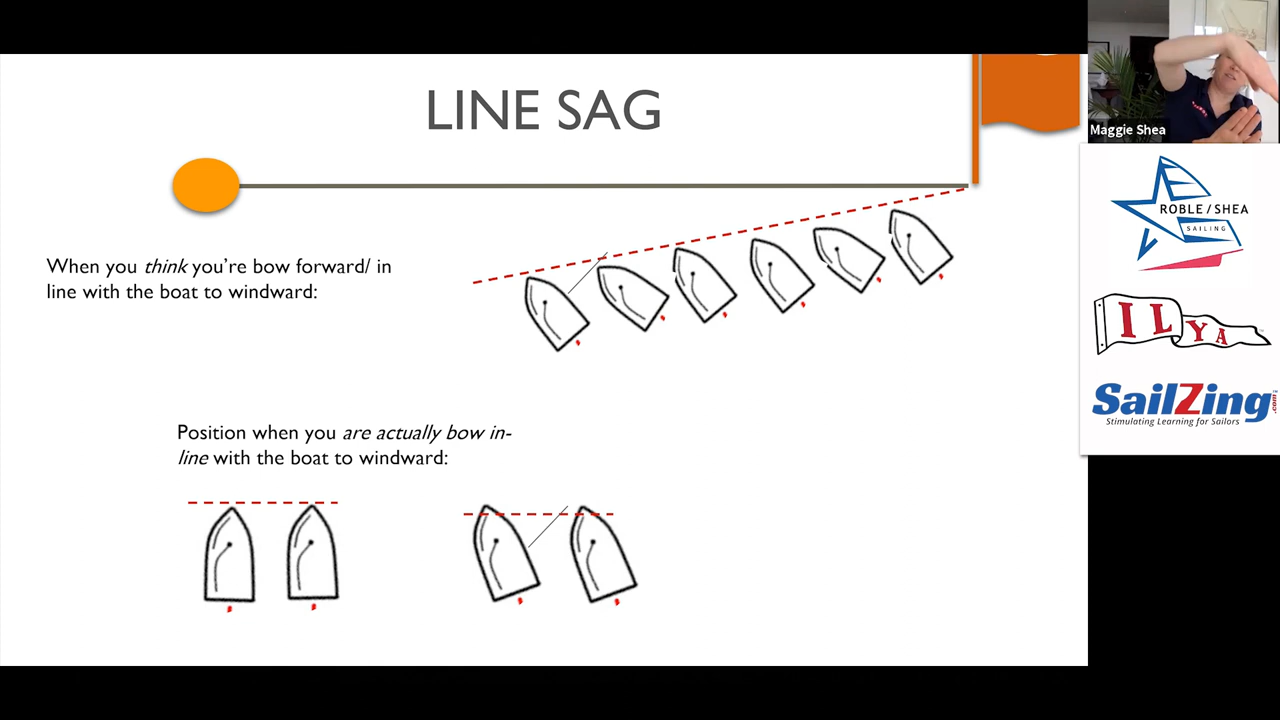 LINE SAG
When you think you're bow forward/ in
line with the boat to windward:
Position when you are actually bow in-
line with the boat to windward:
Maggie Shea
ROBLE / SHEA
SAILING
ILYA
SailZing.com
Stimulating Learning for Sailors